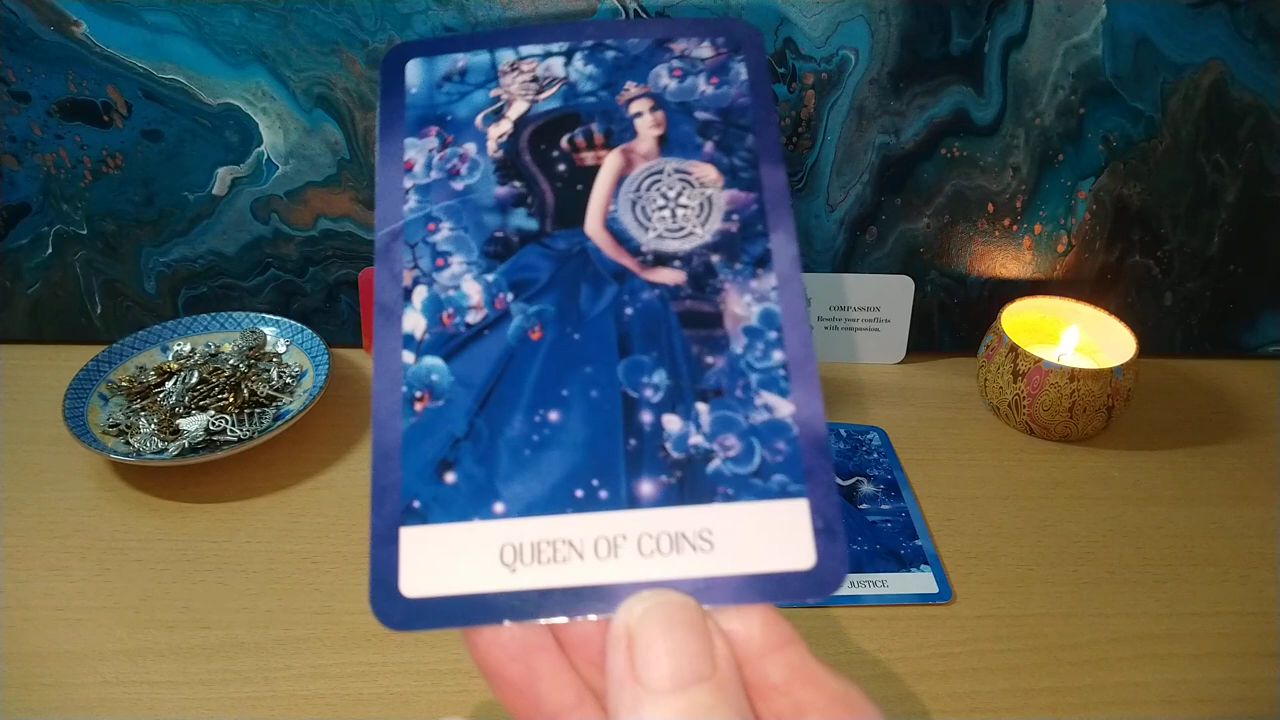 COMPASSION
Resolve your conflicts
with compassion.
QUEEN OF COINS
JUSTICE